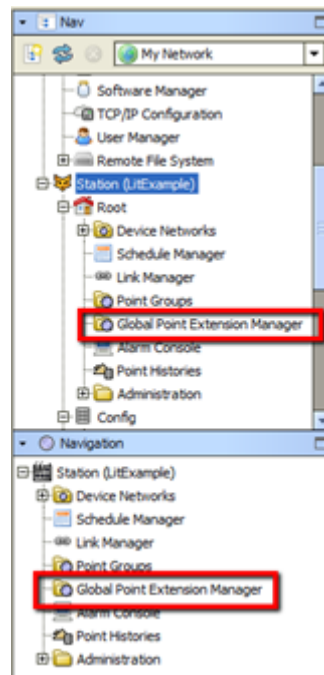 Nav
My Network
Software Manager
TCP/IP Configuration
User Manager
Remote File System
Station (LitExample)
Root
Device Networks
Schedule Manager
Link Manager
Point Groups
Global Point Extension Manager
Alarm Console
Point Histories
Administration
Config
Navigation
Station (LitExample)
Device Networks
Schedule Manager
Link Manager
Point Groups
Global Point Extension Manager
Alarm Console
Point Histories
Administration